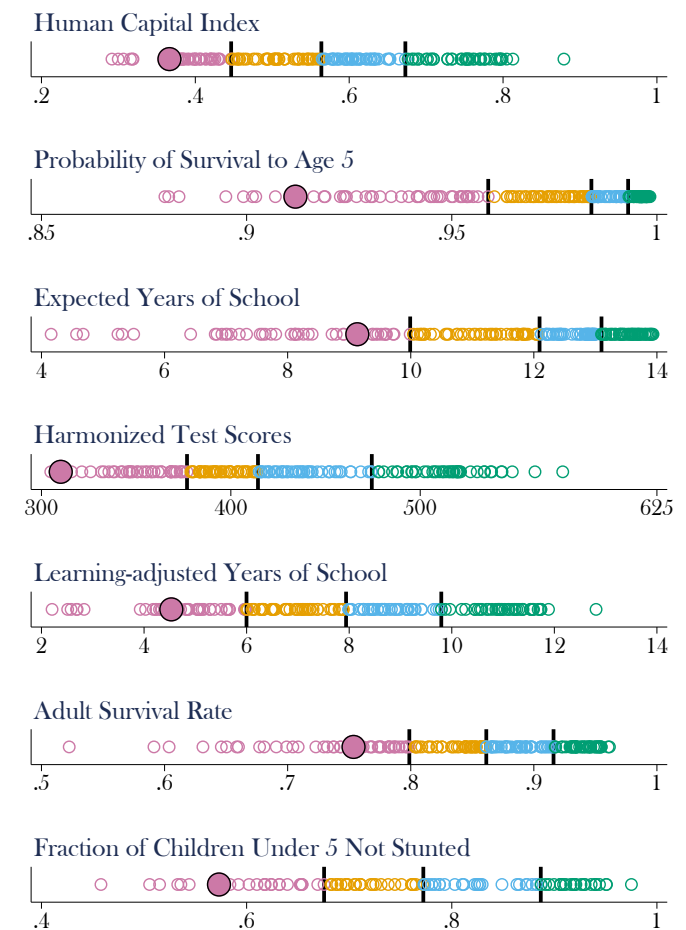 Human Capital Index
.2 .4 .6 .8 1
Probability of Survival to Age 5
.85 .9 .95 1
Expected Years of School
4 6 8 10 12 14
Harmonized Test Scores
300 400 500 625
Learning-adjusted Years of School
2 4 6 8 10 12 14
Adult Survival Rate
.5 .6 .7 .8 .9 1
Fraction of Children Under 5 Not Stunted
.4 .6 .8 1